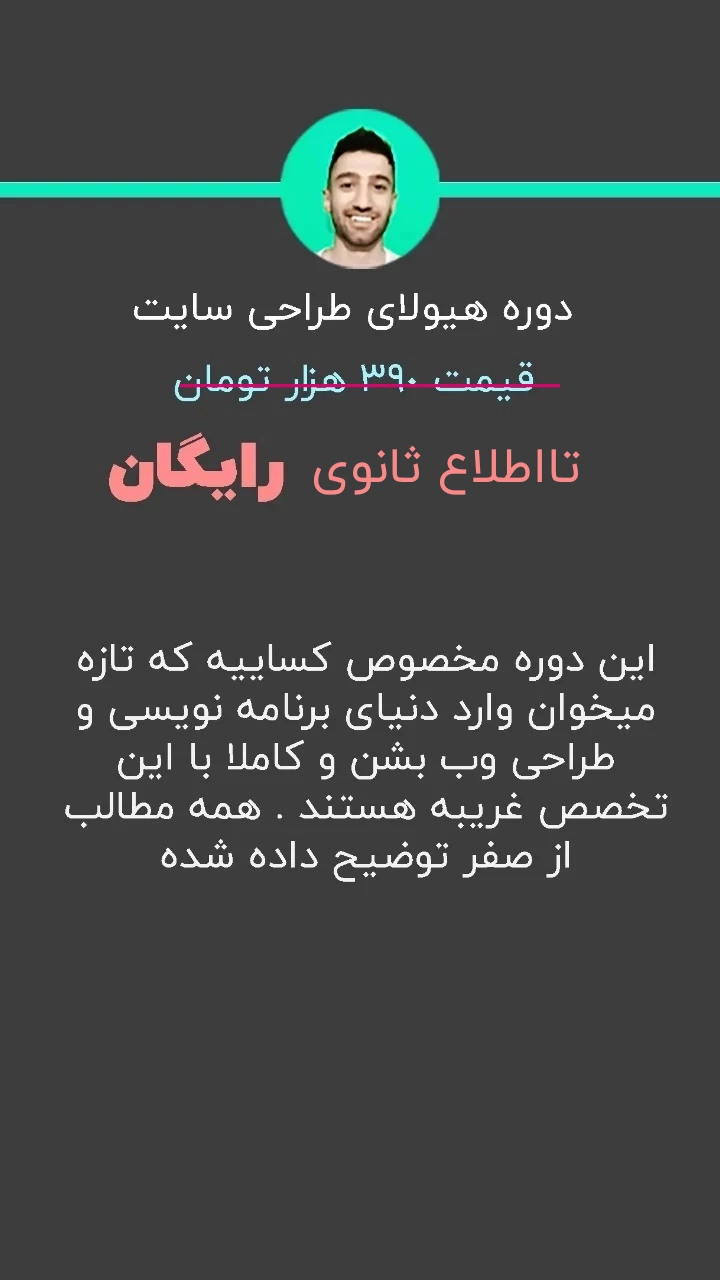 دوره هیولای طراحی سایت
قیمت ۳۹۰ هزار تومان
تااطلاع ثانوی رایگان
این دوره مخصوص کساییه که تازه
میخوان وارد دنیای برنامه نویسی و
طراحی وب بشن و کاملا با این
تخصص غریبه هستند . همه مطالب
از صفر توضیح داده شده